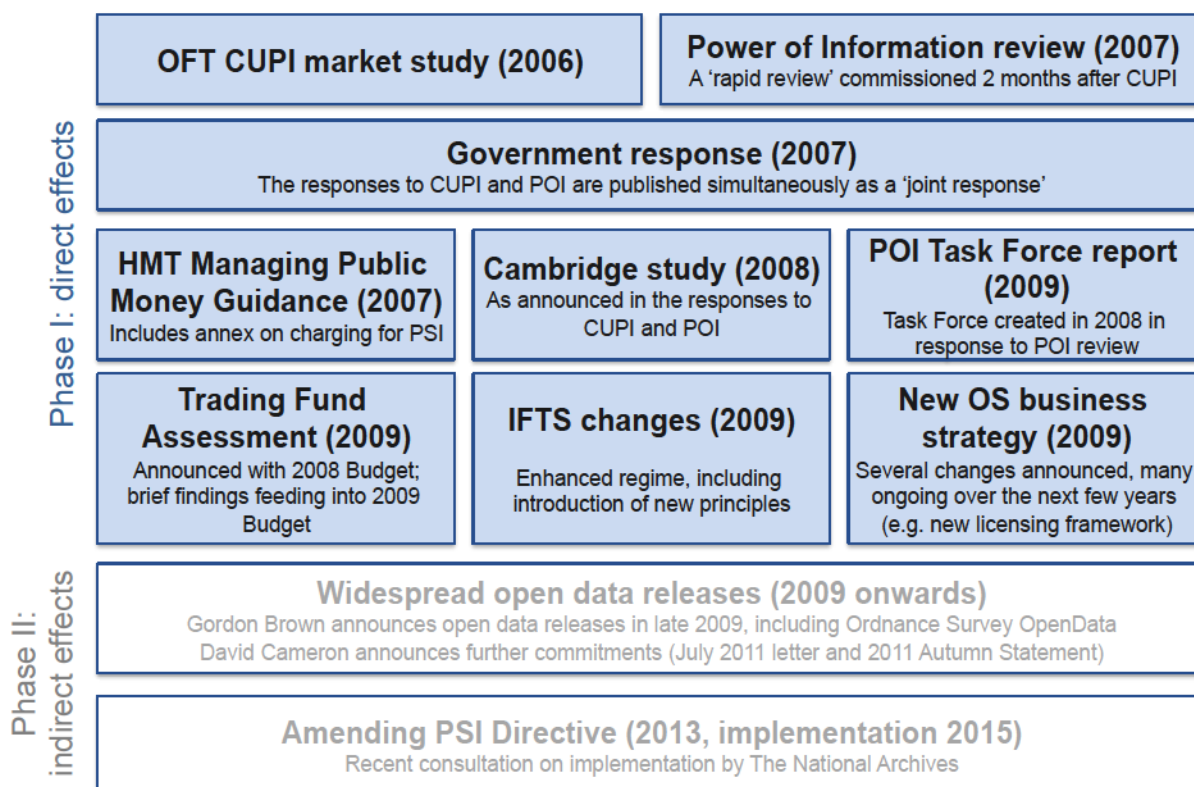 OFT CUPI market study (2006)
Power of Information review (2007)
A ‘rapid review’ commissioned 2 months after CUPI
Phase I: direct effects
Government response (2007)
The responses to CUPI and POI are published simultaneously as a ‘joint response’
HMT Managing Public
Money Guidance (2007)
Includes annex on charging for PSI
Cambridge study (2008)
As announced in the responses to
CUPI and POI
POI Task Force report
(2009)
Task Force created in 2008 in
response to POI review
Trading Fund
Assessment (2009)
Announced with 2008 Budget;
brief findings feeding into 2009
Budget
IFTS changes (2009)
Enhanced regime, including
introduction of new principles
New OS business
strategy (2009)
Several changes announced, many
ongoing over the next few years
(e.g. new licensing framework)
Phase II:
indirect effects
Widespread open data releases (2009 onwards)
Gordon Brown announces open data releases in late 2009, including Ordnance Survey OpenData
David Cameron announces further commitments (July 2011 letter and 2011 Autumn Statement)
Amending PSI Directive (2013, implementation 2015)
Recent consultation on implementation by The National Archives